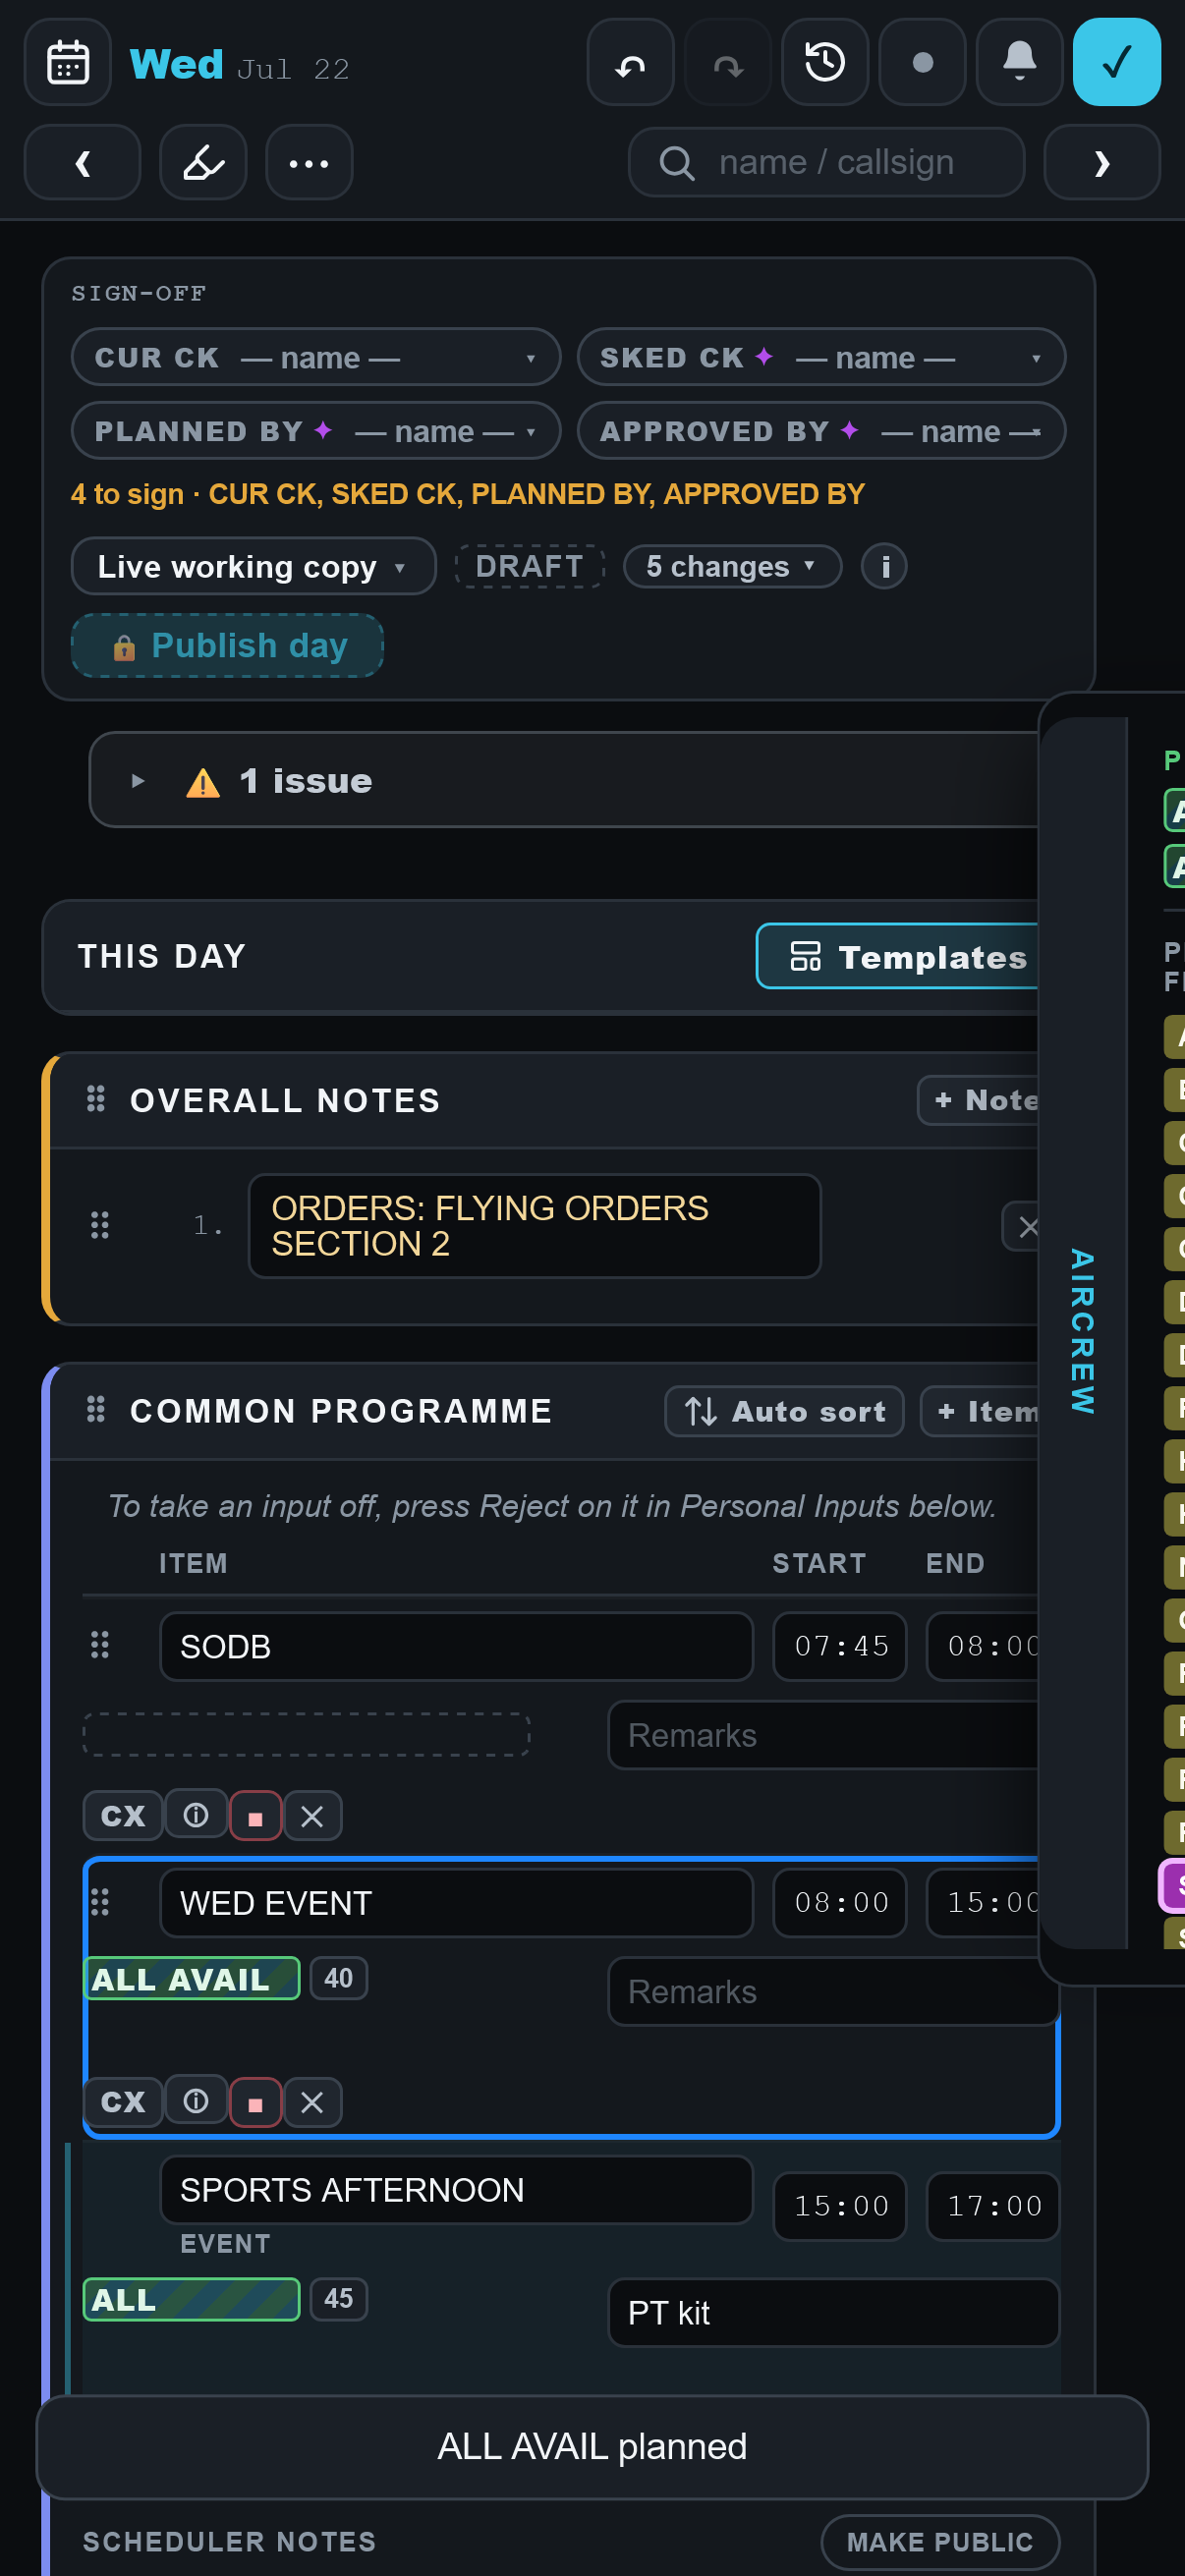 Wed Jul 22
name / callsign
SIGN-OFF
CUR CK — name —
SKED CK — name —
PLANNED BY — name —
APPROVED BY — name —
4 to sign · CUR CK, SKED CK, PLANNED BY, APPROVED BY
Live working copy
DRAFT
5 changes
i
Publish day
1 issue
THIS DAY
Templates
OVERALL NOTES
+ Note
1.
ORDERS: FLYING ORDERS
SECTION 2
COMMON PROGRAMME
Auto sort
+ Item
To take an input off, press Reject on it in Personal Inputs below.
ITEM START END
SODB 07:45 08:00
Remarks
CX
WED EVENT 08:00 15:00
ALL AVAIL 40
Remarks
CX
SPORTS AFTERNOON 15:00 17:00
EVENT
ALL 45
PT kit
AIRCREW
ALL AVAIL planned
SCHEDULER NOTES
MAKE PUBLIC